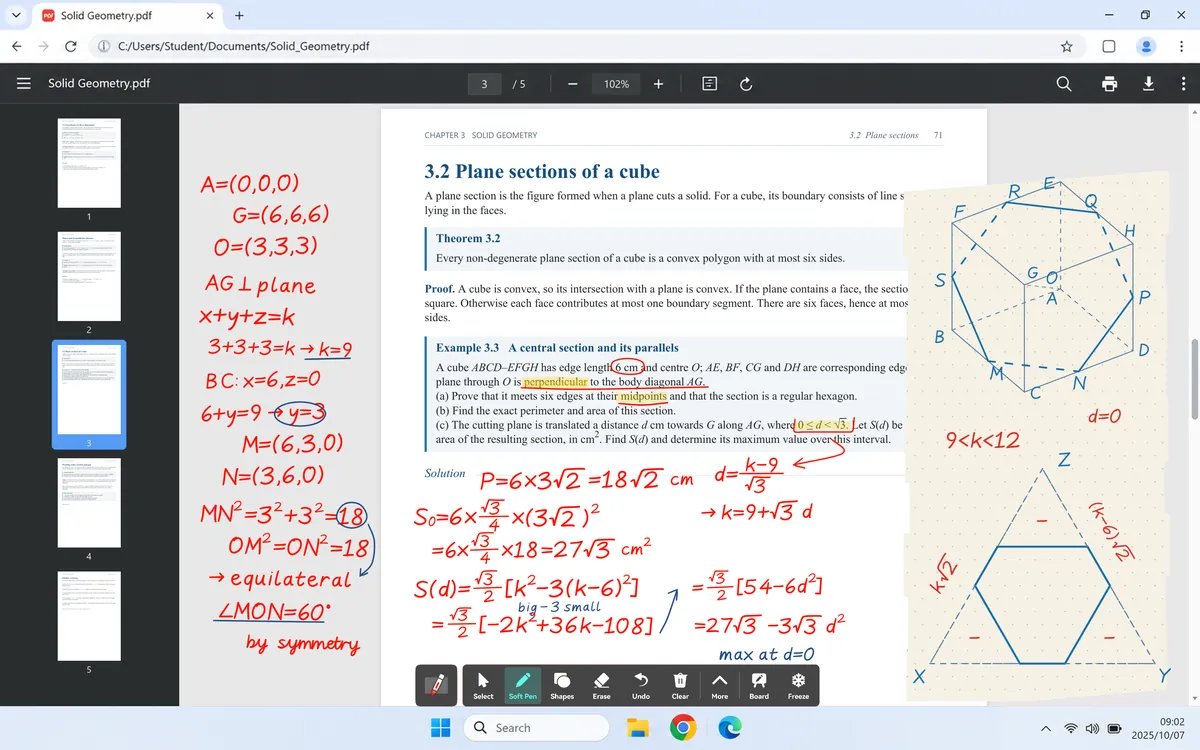 Solid Geometry.pdf
C:/Users/Student/Documents/Solid_Geometry.pdf
Solid Geometry.pdf
3 / 5
102%
1
2
3
4
5
A=(0,0,0)
G=(6,6,6)
O=(3,3,3)
AG⊥plane
x+y+z=k
3+3+3=k→k=9
BC:x=6,z=0
6+y=9→y=3
M=(6,3,0)
N=(3,6,0)
MN²=3²+3²=18
OM²=ON²=18
→equilateral
∠MON=60°
by symmetry
CHAPTER 3 SOLID GEOMETRY
3.2 Plane sections 71
3.2 Plane sections of a cube
A plane section is the figure formed when a plane cuts a solid. For a cube, its boundary consists of line s
lying in the faces.
Theorem 3.2
Every non-degenerate plane section of a cube is a convex polygon with at most six sides.
Proof. A cube is convex, so its intersection with a plane is convex. If the plane contains a face, the sectio
square. Otherwise each face contributes at most one boundary segment. There are six faces, hence at mos
sides.
Example 3.3 A central section and its parallels
A cube ABCD–EFGH has edge length 6 cm and centre O; AE, BF, CG and DH are corresponding edge
plane through O is perpendicular to the body diagonal AG.
(a) Prove that it meets six edges at their midpoints and that the section is a regular hexagon.
(b) Find the exact perimeter and area of this section.
(c) The cutting plane is translated a distance d cm towards G along AG, where 0 ≤ d < √3. Let S(d) be
area of the resulting section, in cm². Find S(d) and determine its maximum value over this interval.
Solution
P=6×3√2=18√2 cm
S₀=6×√3/4×(3√2)²
=6×√3/4×18=27√3 cm²
S(d)=√3/2[k²-3(k-6)²]
big-3 small
=√3/2[-2k²+36k-108]
d=k-9/√3
→k=9+√3 d
=√3/2[54-6d²]
=27√3-3√3 d²
max at d=0
E
R
Q
F
H
S
G
O
A
P
B
D
M
N
C
d=0
9<k<12
Z
k√2
(k-6)√2
X
Y
Select
Soft Pen
Shapes
Erase
Undo
Clear
More
Board
Freeze
Search
09:02
2025/10/07